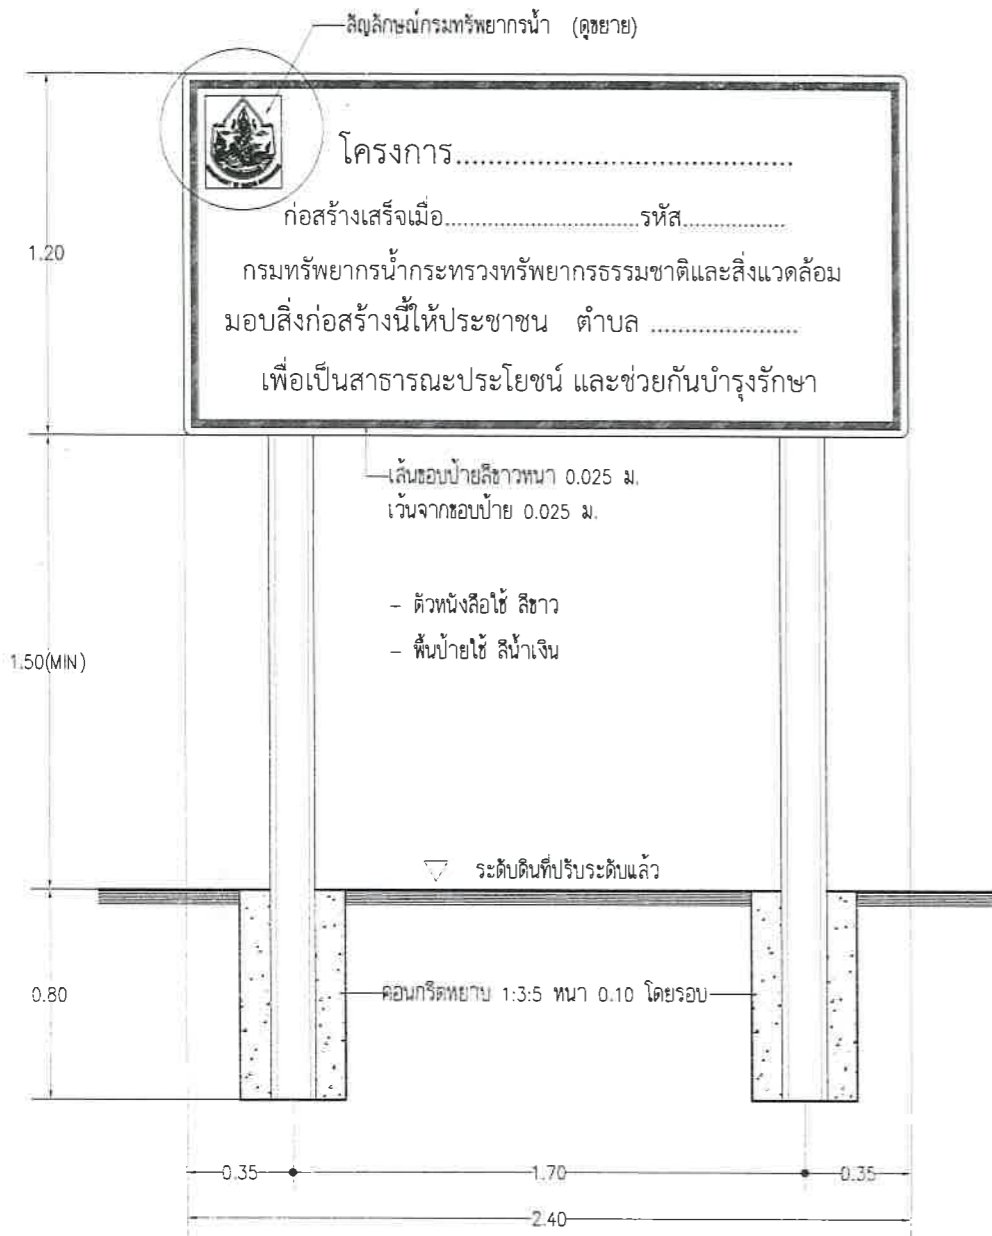 สัญลักษณ์กรมทรัพยากรน้ำ (ดูขยาย)
โครงการ......................................
ก่อสร้างเสร็จเมื่อ..............................รหัส................
กรมทรัพยากรน้ำกระทรวงทรัพยากรธรรมชาติและสิ่งแวดล้อม
มอบสิ่งก่อสร้างนี้ให้ประชาชน ตำบล .....................
เพื่อเป็นสาธารณะประโยชน์ และช่วยกันบำรุงรักษา
1.20
เส้นขอบป้ายสีขาวหนา 0.025 ม.
เว้นจากขอบป้าย 0.025 ม.
- ตัวหนังสือใช้ สีขาว
- พื้นป้ายใช้ สีน้ำเงิน
1.50(MIN)
ระดับดินที่ปรับระดับแล้ว
0.80
คอนกรีตหยาบ 1:3:5 หนา 0.10 โดยรอบ
0.35 1.70 0.35
2.40